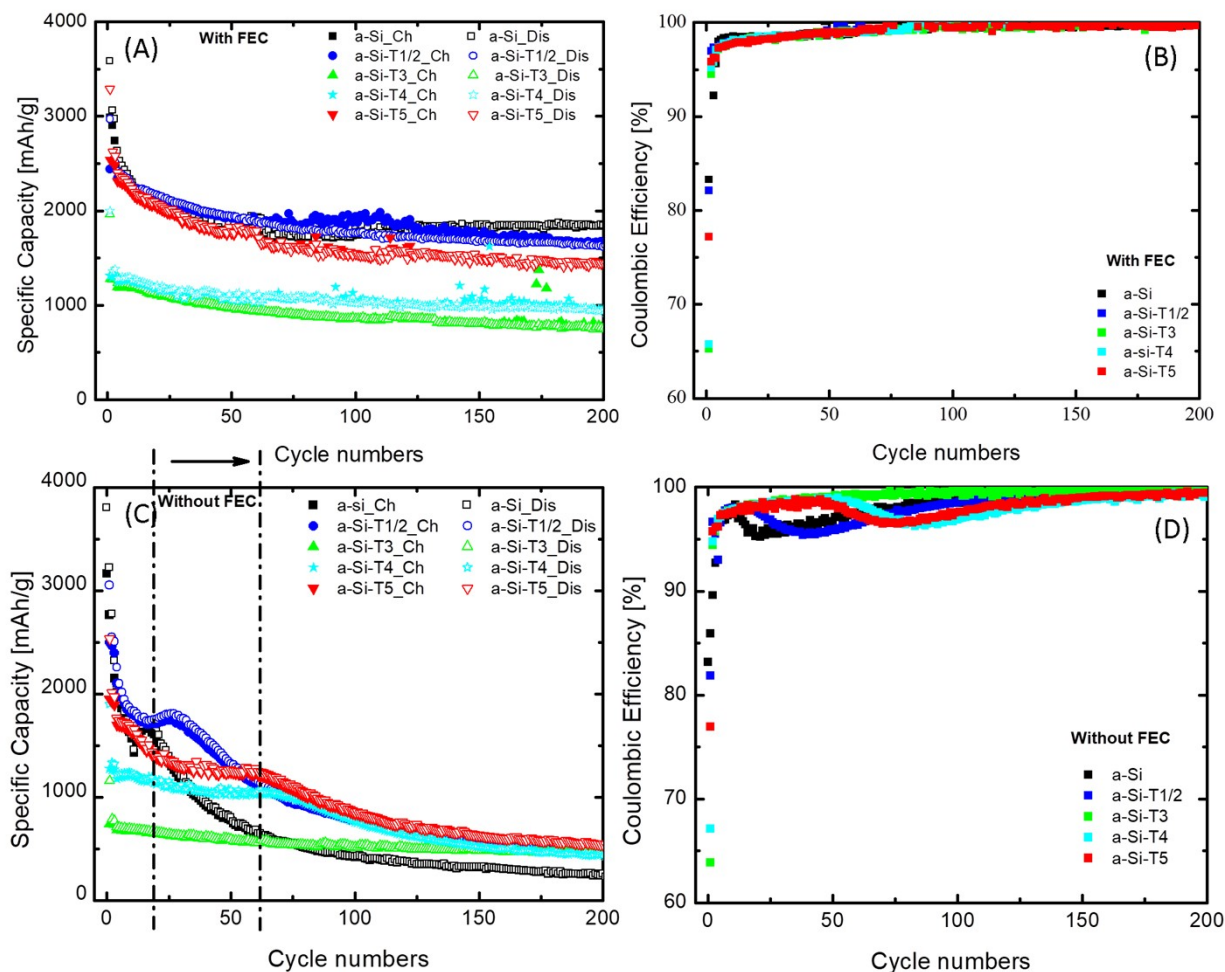 (A)
With FEC
a-Si_Ch
a-Si_Dis
a-Si-T1/2_Ch
a-Si-T1/2_Dis
a-Si-T3_Ch
a-Si-T3_Dis
a-Si-T4_Ch
a-Si-T4_Dis
a-Si-T5_Ch
a-Si-T5_Dis
Specific Capacity [mAh/g]
4000
3000
2000
1000
0
0 50 100 150 200
Cycle numbers
(B)
Coulombic Efficiency [%]
100
90
80
70
60
With FEC
a-Si
a-Si-T1/2
a-Si-T3
a-si-T4
a-Si-T5
0 50 100 150 200
Cycle numbers
(C)
Without FEC
a-si_Ch
a-Si_Dis
a-Si-T1/2_Ch
a-Si-T1/2_Dis
a-Si-T3_Ch
a-Si-T3_Dis
a-Si-T4_Ch
a-Si-T4_Dis
a-Si-T5_Ch
a-Si-T5_Dis
Specific Capacity [mAh/g]
4000
3000
2000
1000
0
0 50 100 150 200
Cycle numbers
(D)
Coulombic Efficiency [%]
100
90
80
70
60
Without FEC
a-Si
a-Si-T1/2
a-Si-T3
a-Si-T4
a-Si-T5
0 50 100 150 200
Cycle numbers